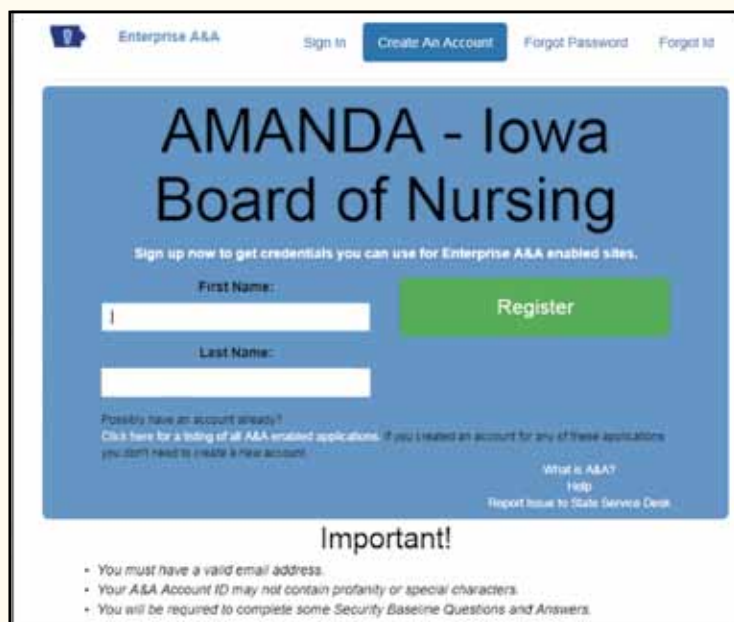 Enterprise A&A
Sign In
Create An Account
Forgot Password
Forgot Id
AMANDA - Iowa
Board of Nursing
Sign up now to get credentials you can use for Enterprise A&A enabled sites.
First Name:
Register
Last Name:
Possibly have an account already?
Click here for a listing of all A&A enabled applications. If you created an account for any of these applications
you don't need to create a new account.
What is A&A?
Help
Report Issue to State Service Desk
Important!
• You must have a valid email address.
• Your A&A Account ID may not contain profanity or special characters.
• You will be required to complete some Security Baseline Questions and Answers.